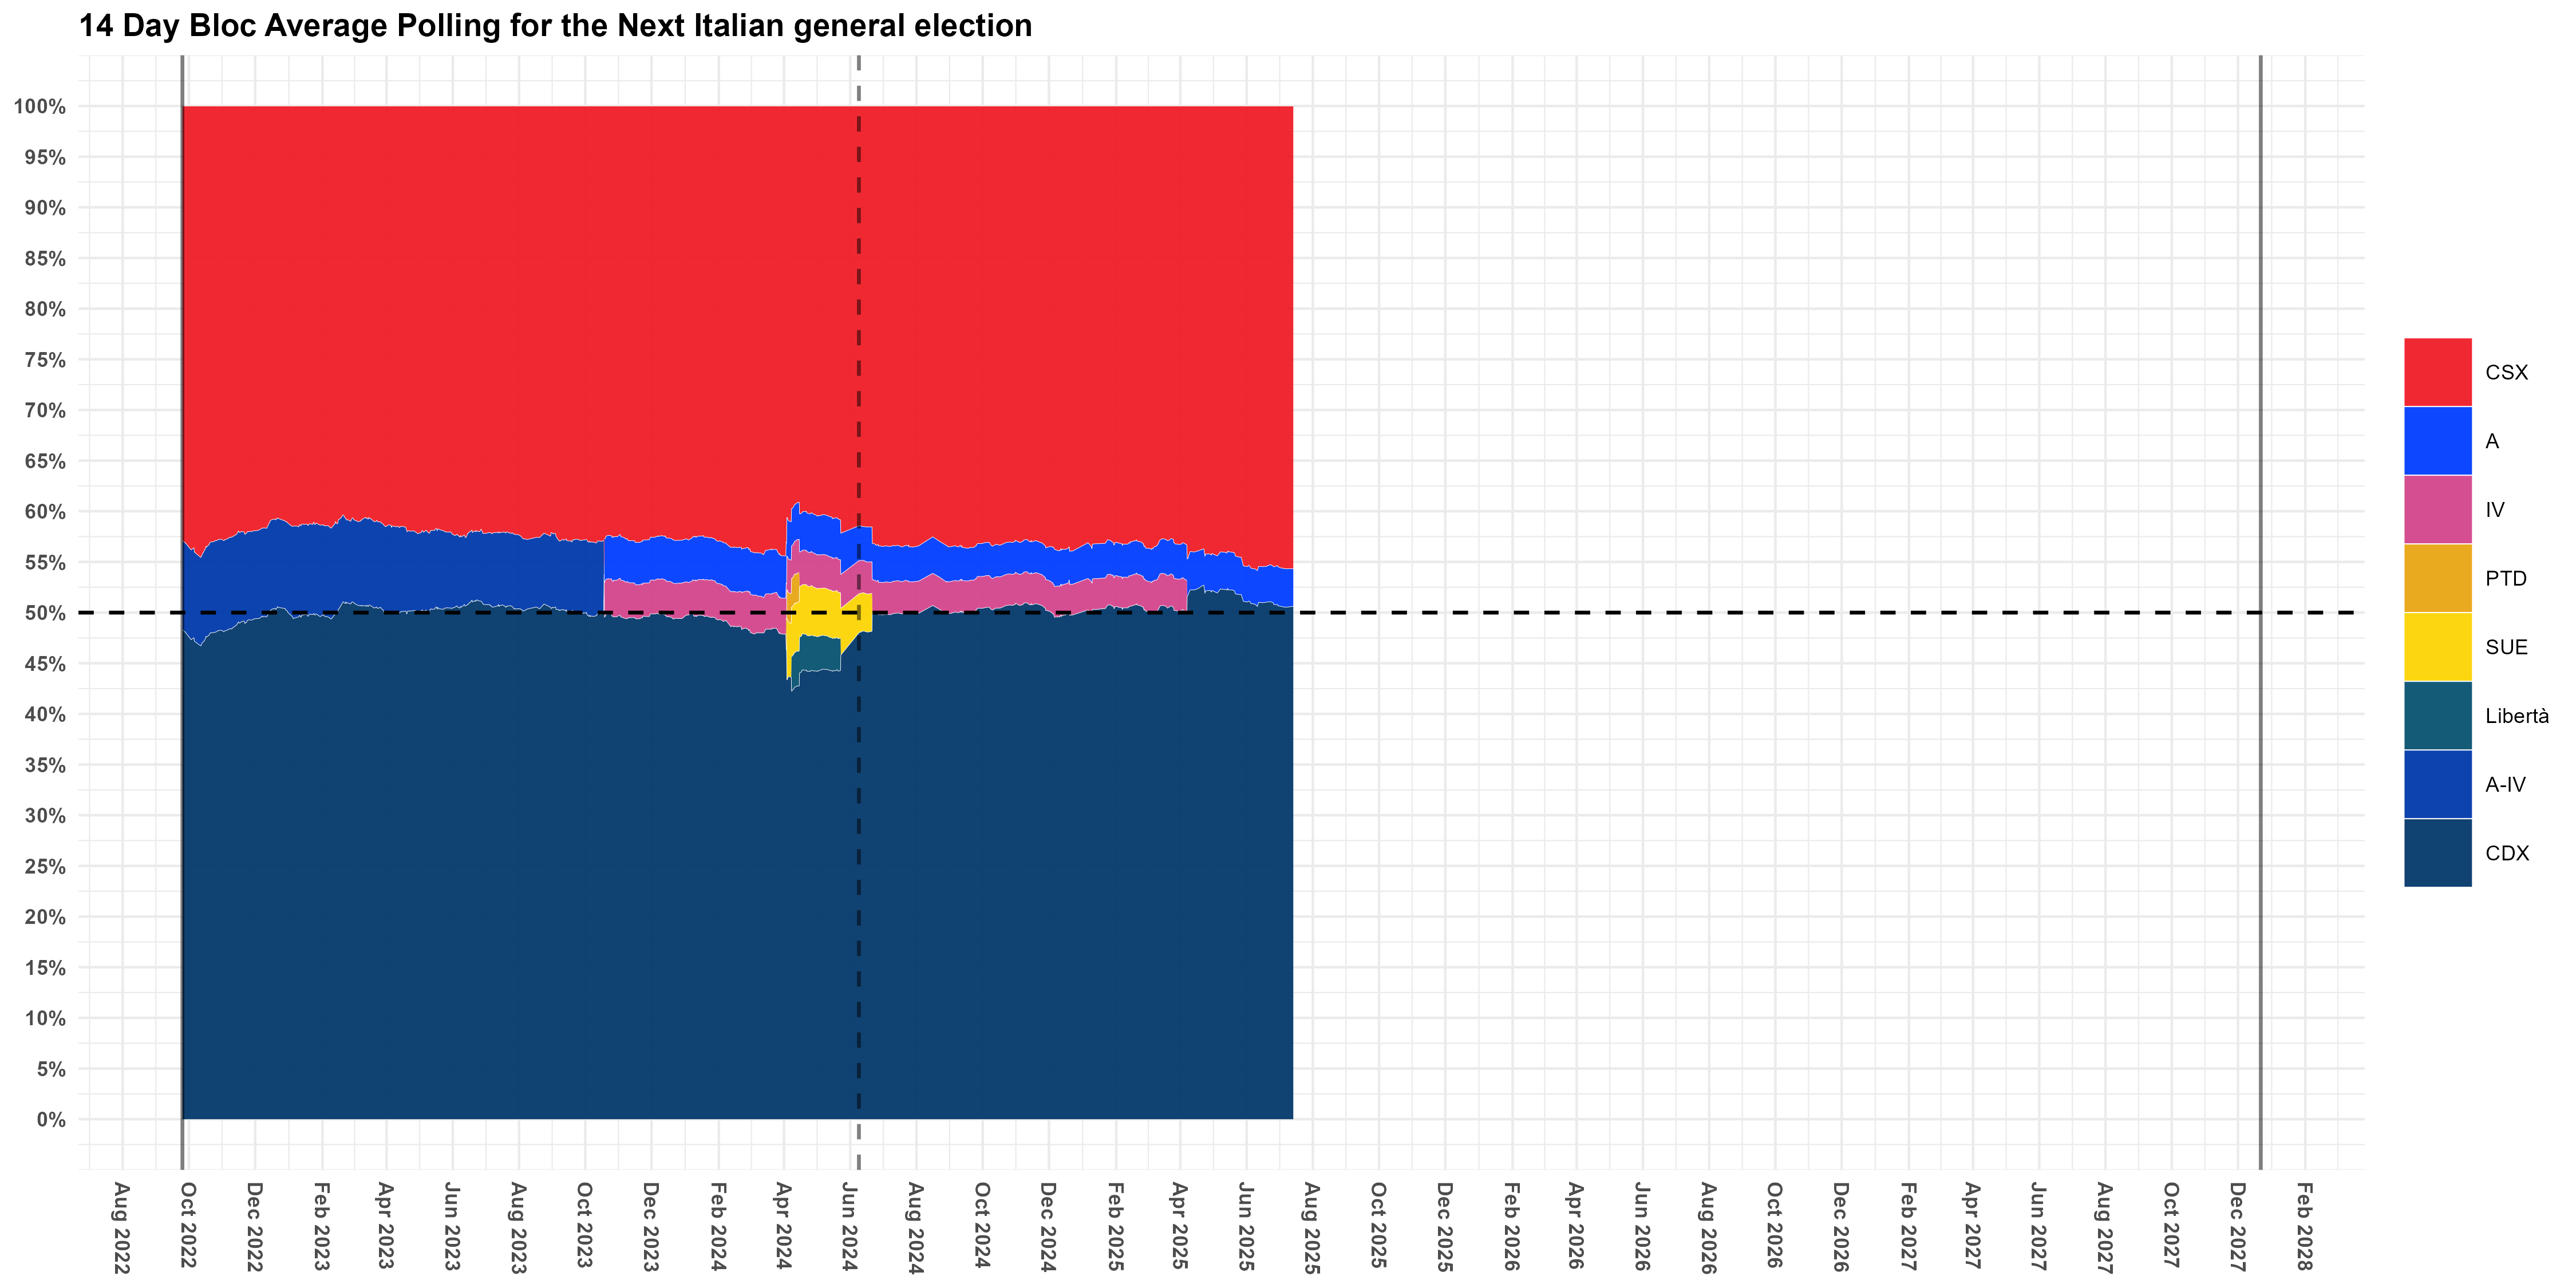 14 Day Bloc Average Polling for the Next Italian general election
100%
95%
90%
85%
80%
75%
70%
65%
60%
55%
50%
45%
40%
35%
30%
25%
20%
15%
10%
5%
0%
Aug 2022
Oct 2022
Dec 2022
Feb 2023
Apr 2023
Jun 2023
Aug 2023
Oct 2023
Dec 2023
Feb 2024
Apr 2024
Jun 2024
Aug 2024
Oct 2024
Dec 2024
Feb 2025
Apr 2025
Jun 2025
Aug 2025
Oct 2025
Dec 2025
Feb 2026
Apr 2026
Jun 2026
Aug 2026
Oct 2026
Dec 2026
Feb 2027
Apr 2027
Jun 2027
Aug 2027
Oct 2027
Dec 2027
Feb 2028
CSX
A
IV
PTD
SUE
Libertà
A-IV
CDX